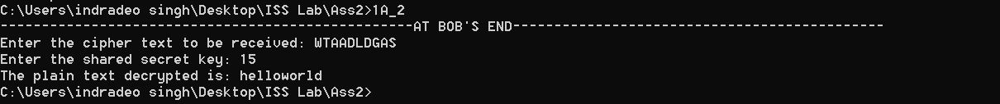 C:\Users\indradeo singh\Desktop\ISS Lab\Ass2>1A_2
--------------------------------------------------AT BOB'S END---------------------------------------------
Enter the cipher text to be received: WTAADLDGAS
Enter the shared secret key: 15
The plain text decrypted is: helloworld
C:\Users\indradeo singh\Desktop\ISS Lab\Ass2>